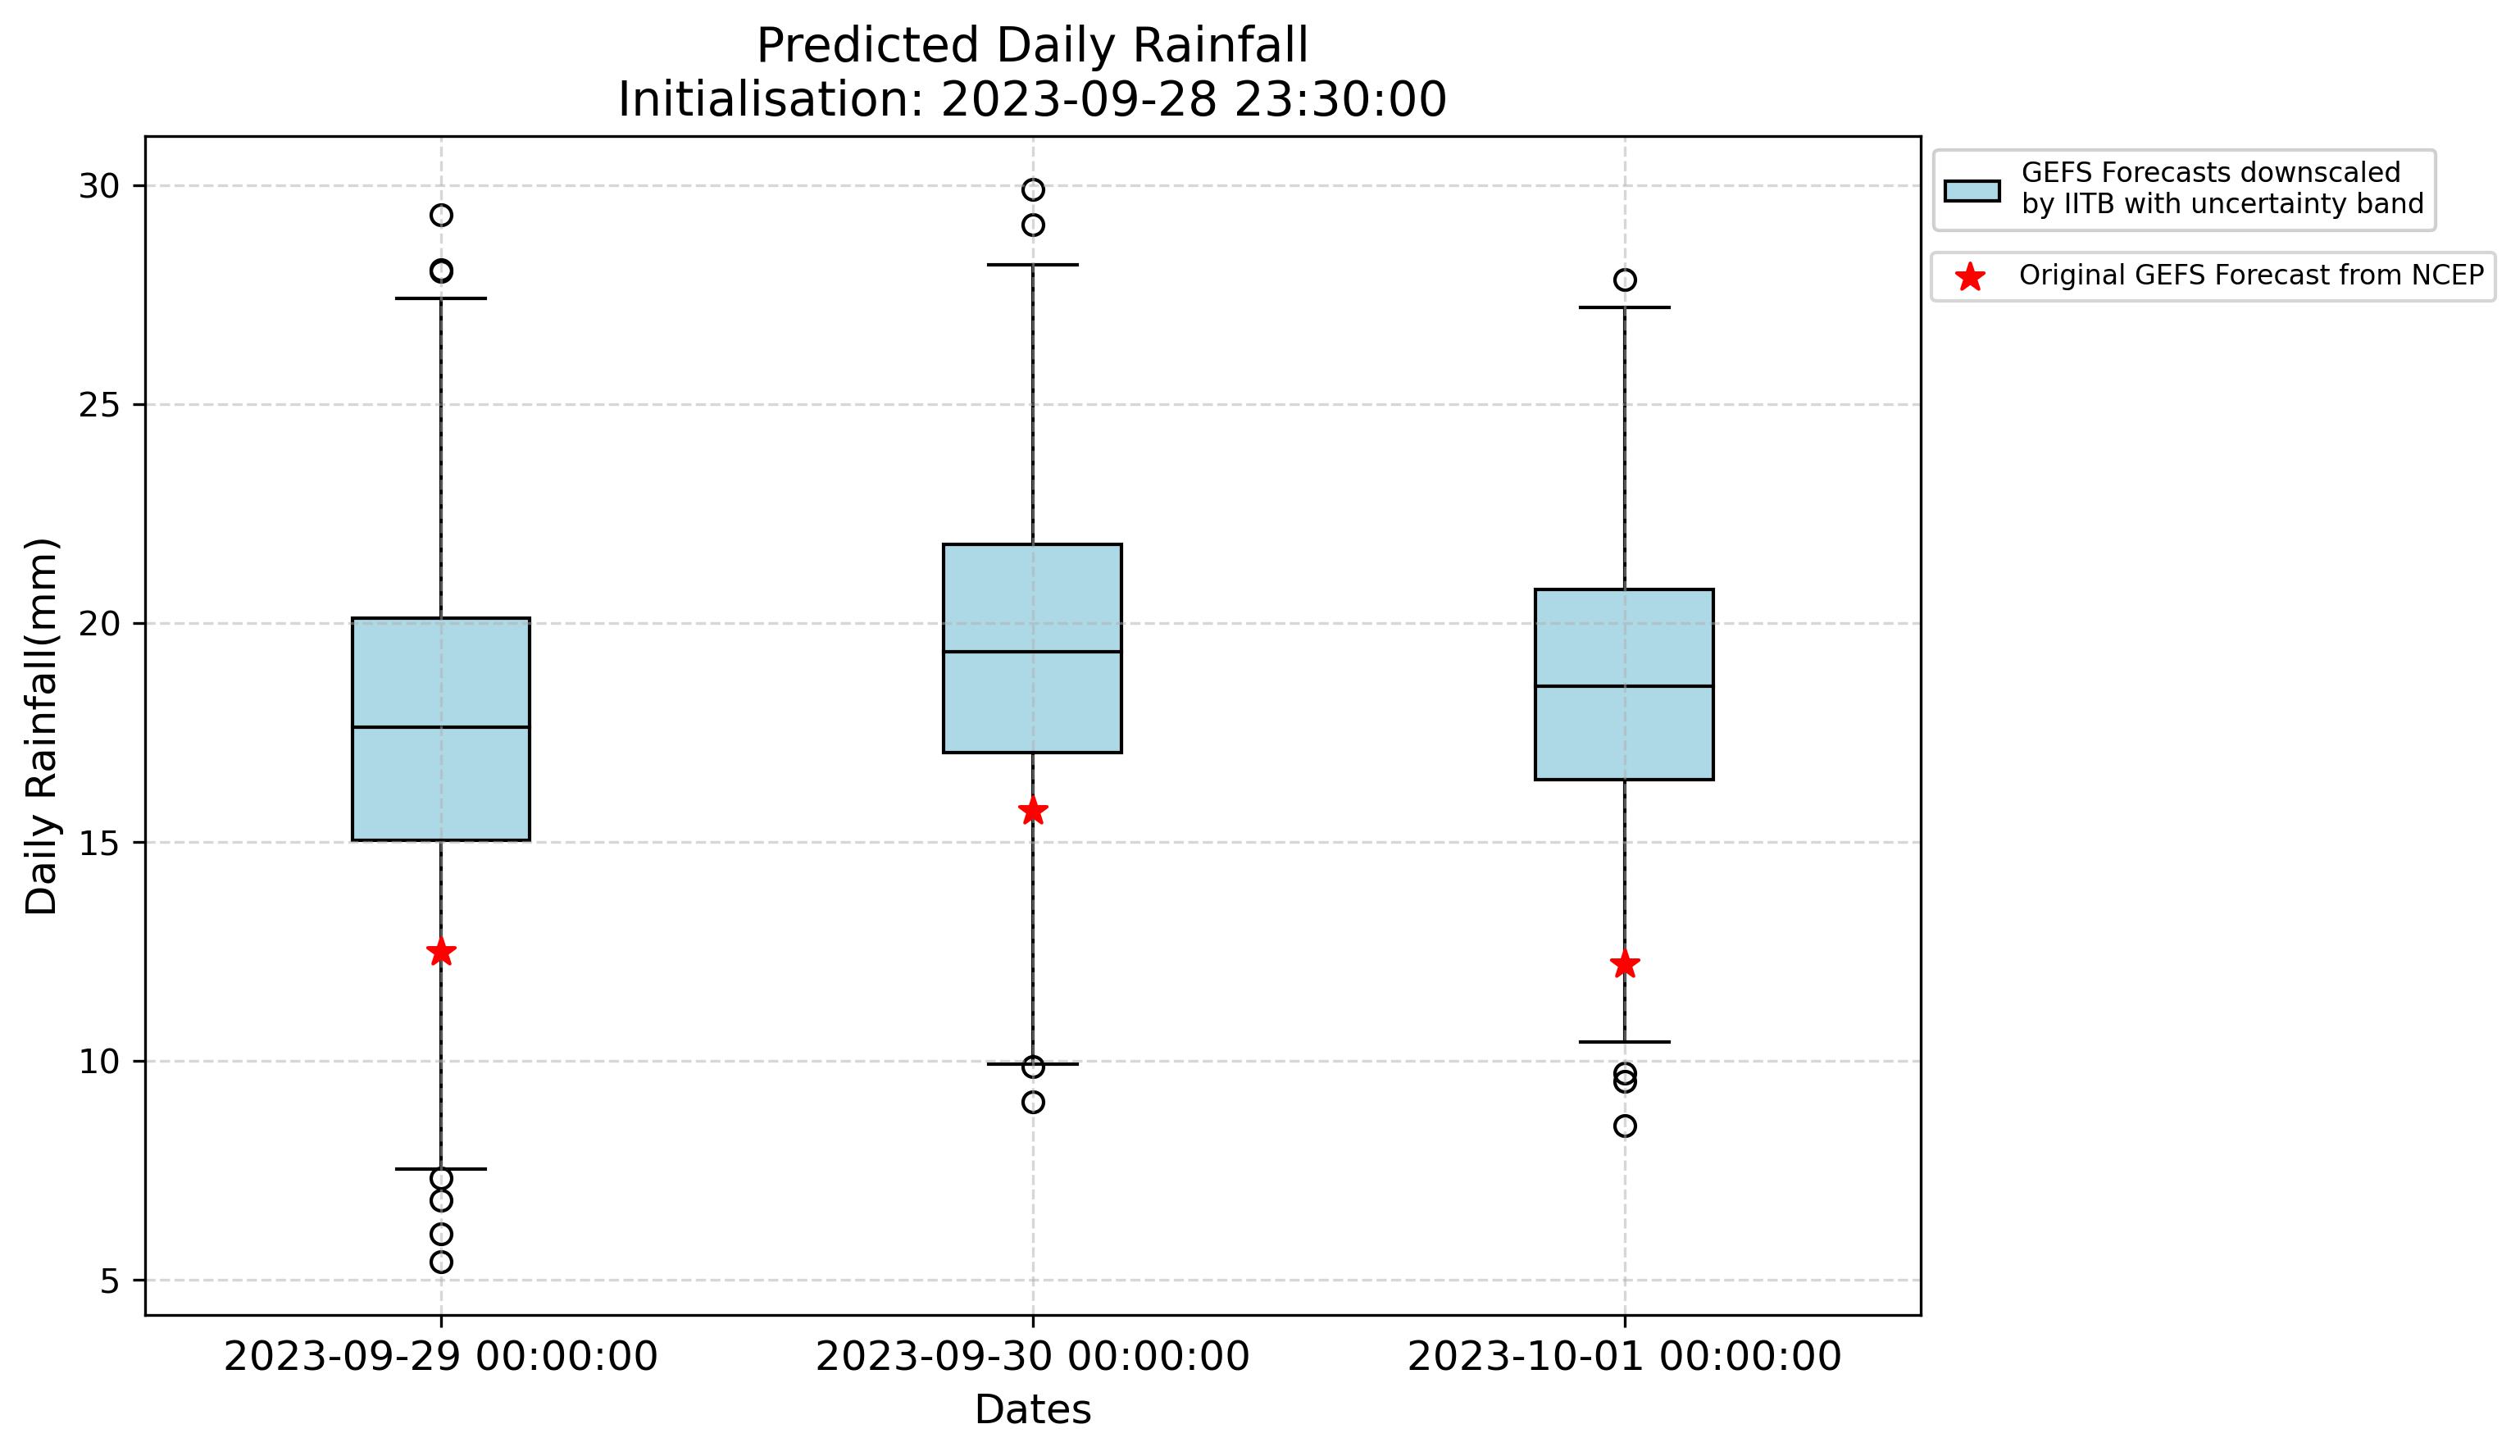 Predicted Daily Rainfall
Initialisation: 2023-09-28 23:30:00
GEFS Forecasts downscaled
by IITB with uncertainty band
Original GEFS Forecast from NCEP
Daily Rainfall(mm)
30
25
20
15
10
5
2023-09-29 00:00:00
2023-09-30 00:00:00
2023-10-01 00:00:00
Dates